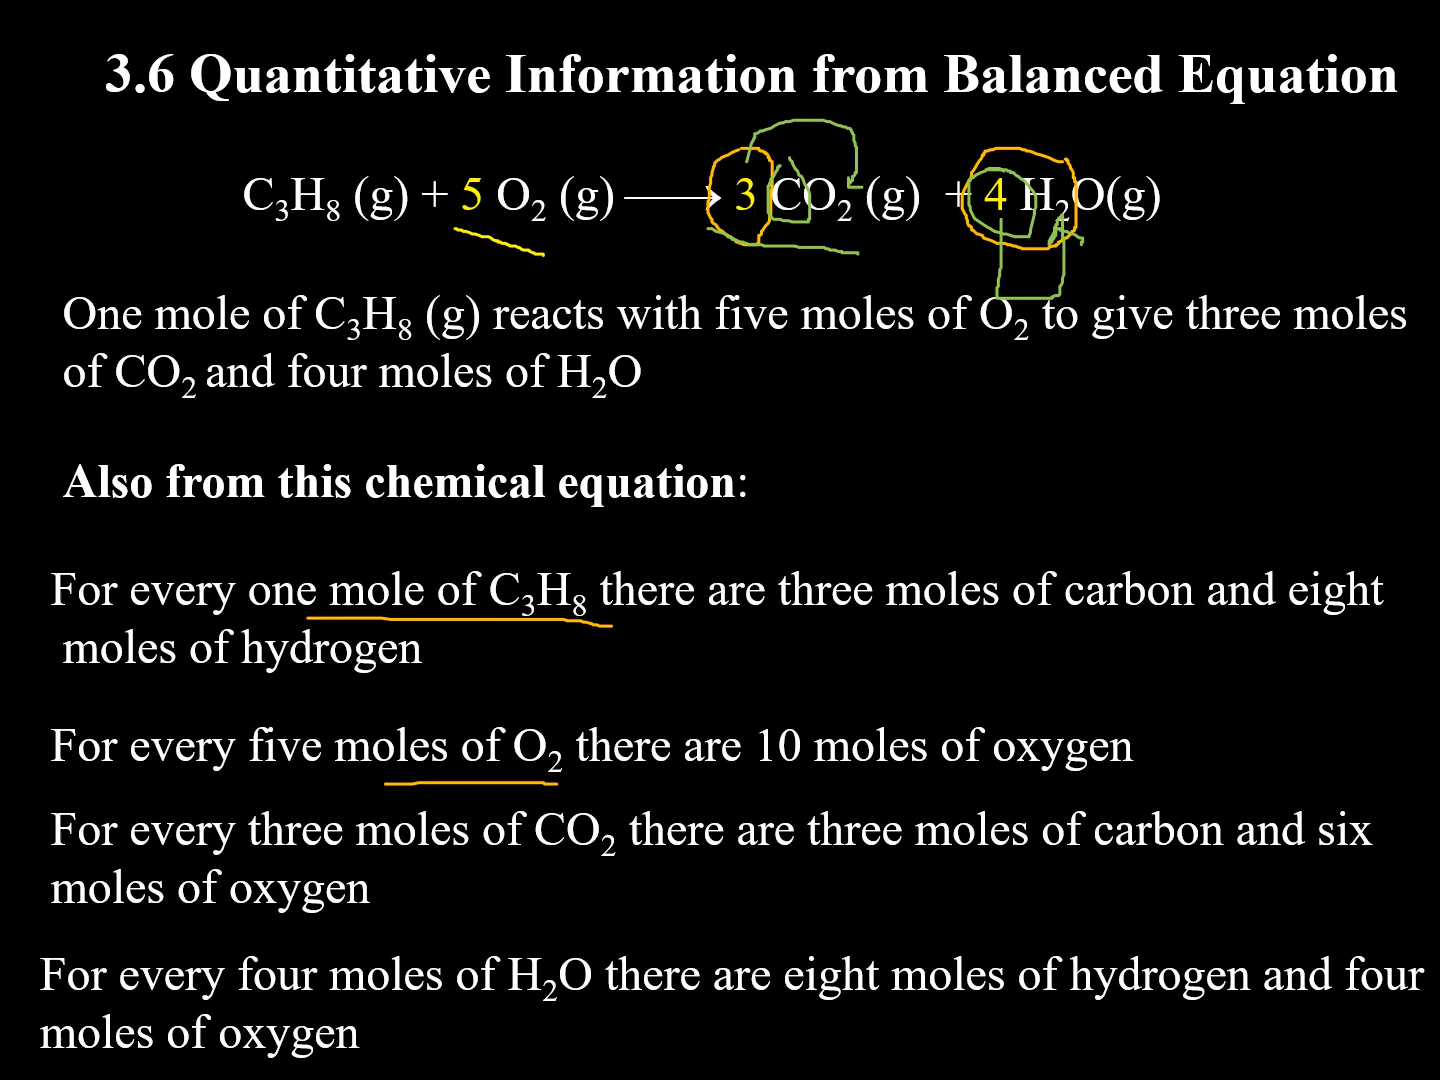 3.6 Quantitative Information from Balanced Equation
C₃H₈ (g) + 5 O₂ (g) ⟶ 3 CO₂ (g) + 4 H₂O(g)
One mole of C₃H₈ (g) reacts with five moles of O₂ to give three moles
of CO₂ and four moles of H₂O
Also from this chemical equation:
For every one mole of C₃H₈ there are three moles of carbon and eight
moles of hydrogen
For every five moles of O₂ there are 10 moles of oxygen
For every three moles of CO₂ there are three moles of carbon and six
moles of oxygen
For every four moles of H₂O there are eight moles of hydrogen and four
moles of oxygen